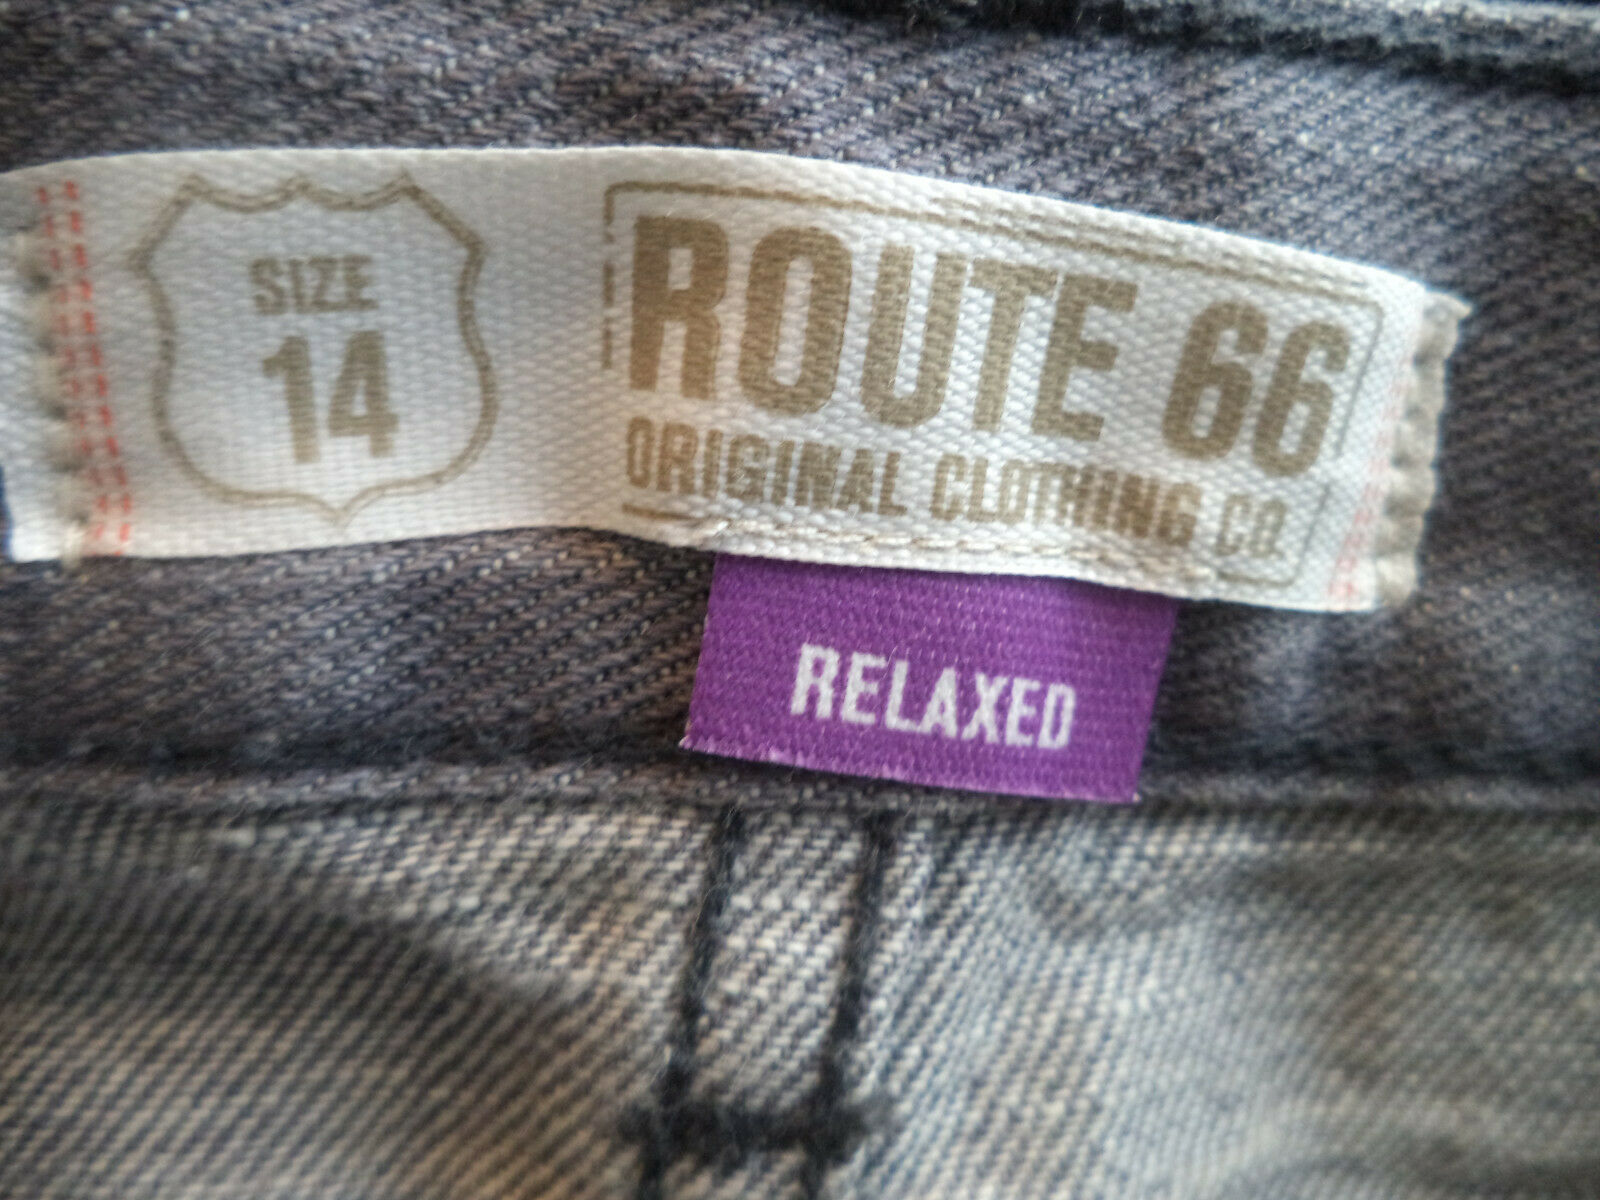 SIZE
14
ROUTE 66
ORIGINAL CLOTHING CO.
RELAXED